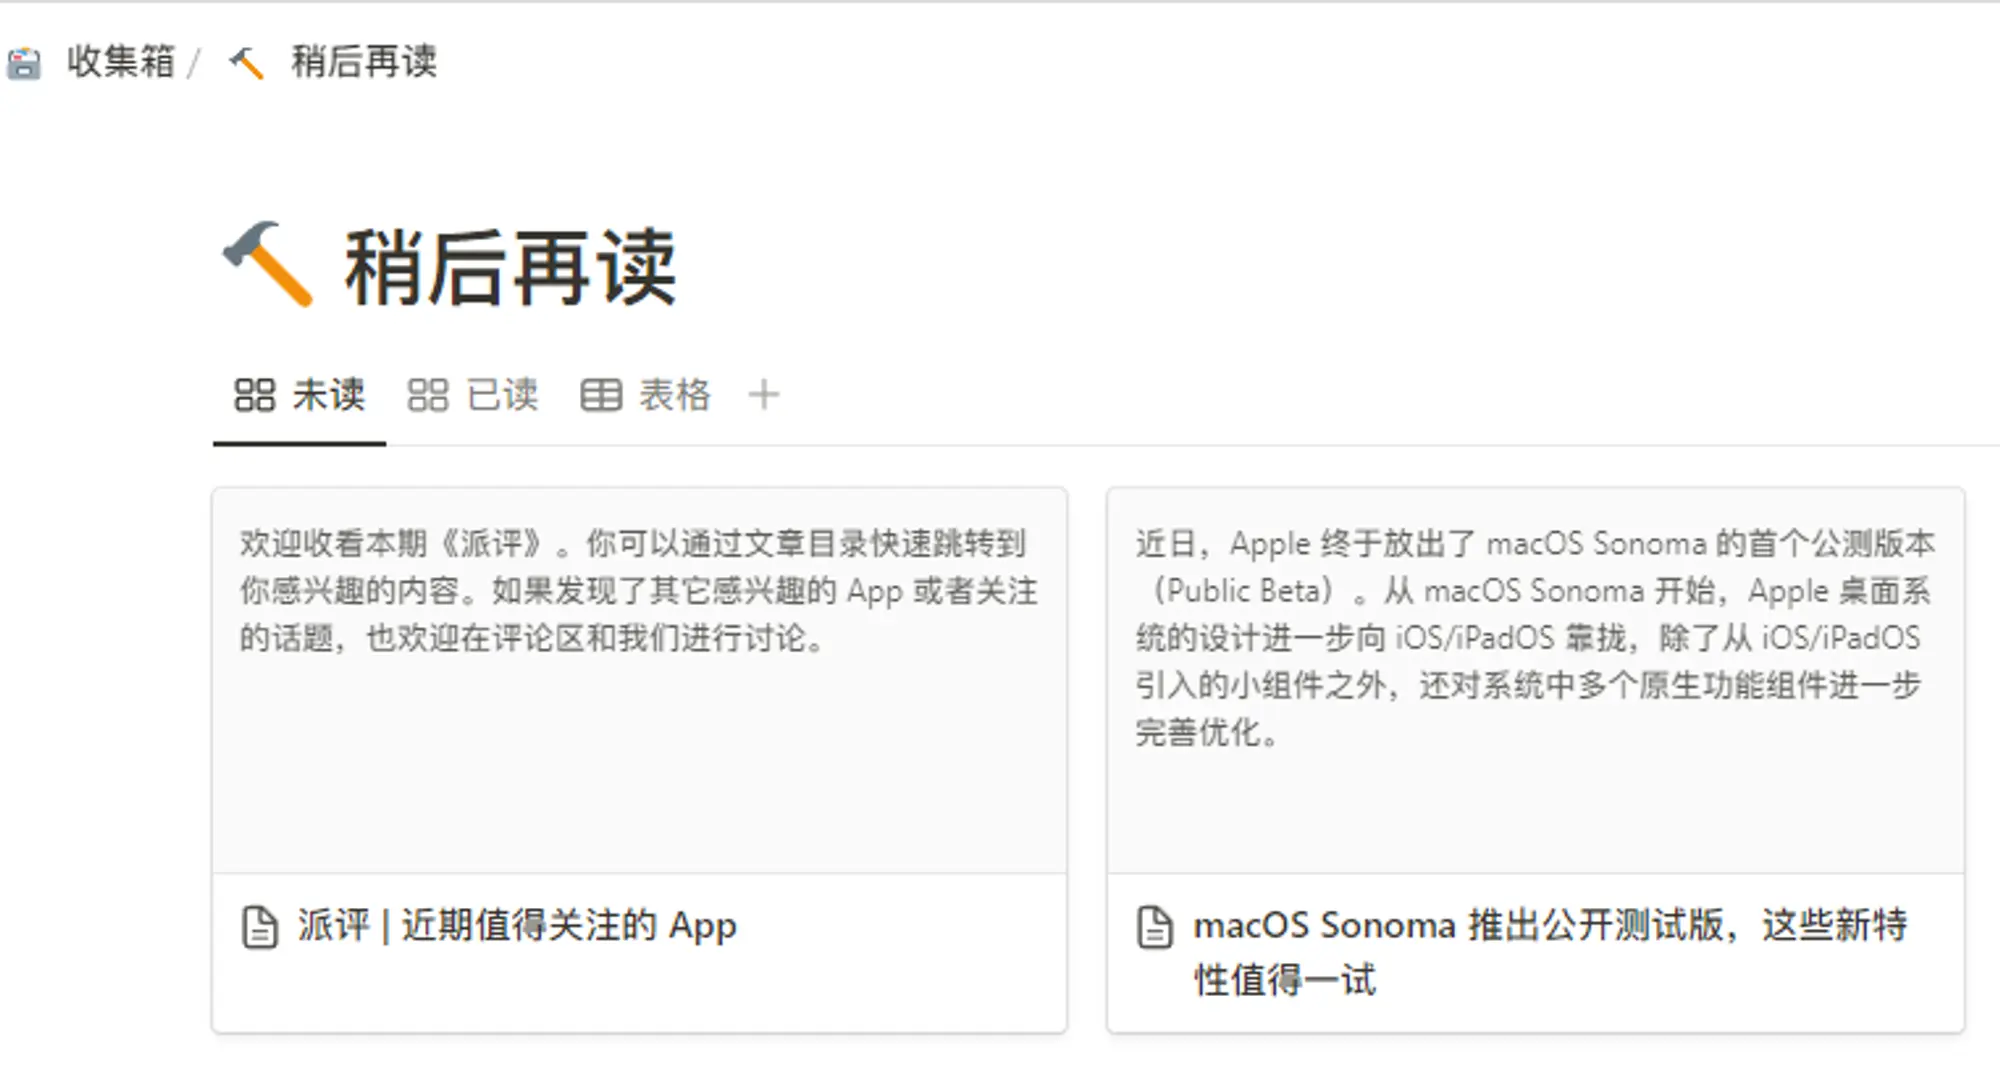 收集箱 / 稍后再读
稍后再读
未读 已读 表格 +
欢迎收看本期《派评》。你可以通过文章目录快速跳转到
你感兴趣的内容。如果发现了其它感兴趣的 App 或者关注
的话题，也欢迎在评论区和我们进行讨论。
派评 | 近期值得关注的 App
近日，Apple 终于放出了 macOS Sonoma 的首个公测版本
（Public Beta）。从 macOS Sonoma 开始，Apple 桌面系
统的设计进一步向 iOS/iPadOS 靠拢，除了从 iOS/iPadOS
引入的小组件之外，还对系统中多个原生功能组件进一步
完善优化。
macOS Sonoma 推出公开测试版，这些新特
性值得一试